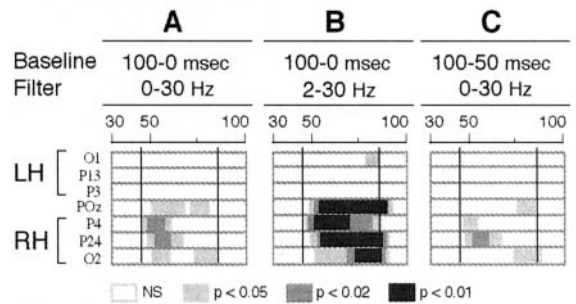 A B C
Baseline 100-0 msec 100-0 msec 100-50 msec
Filter 0-30 Hz 2-30 Hz 0-30 Hz
30 50 100 30 50 100 30 50 100
LH
O1
P13
P3
POz
RH
P4
P24
O2
NS p < 0.05 p < 0.02 p < 0.01